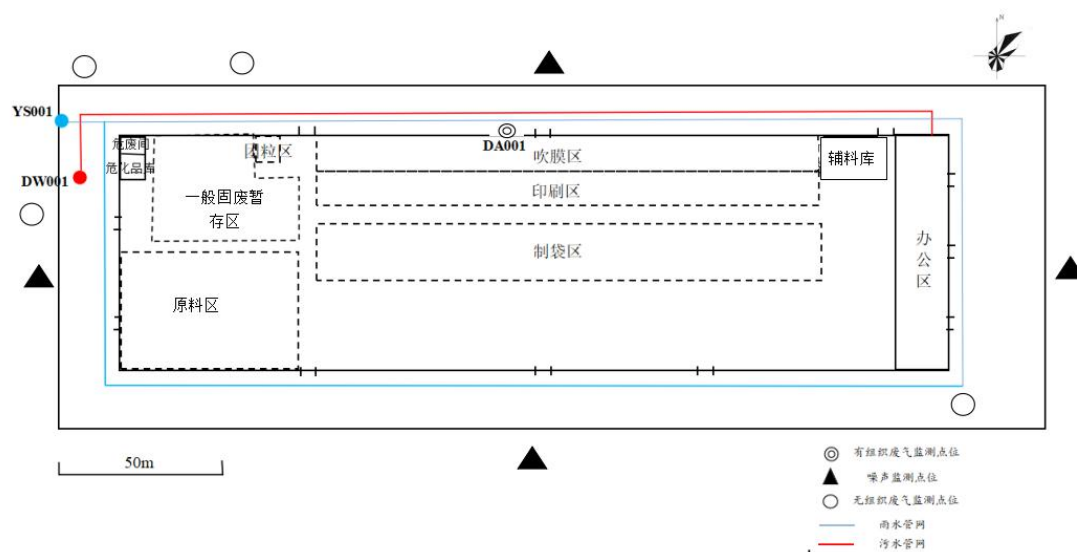 N
YS001
危废间
团粒区
DA001
吹膜区
辅料库
危化品库
DW001
一般固废暂
存区
印刷区
制袋区
办
公
区
原料区
50m
有组织废气监测点位
噪声监测点位
无组织废气监测点位
雨水管网
污水管网